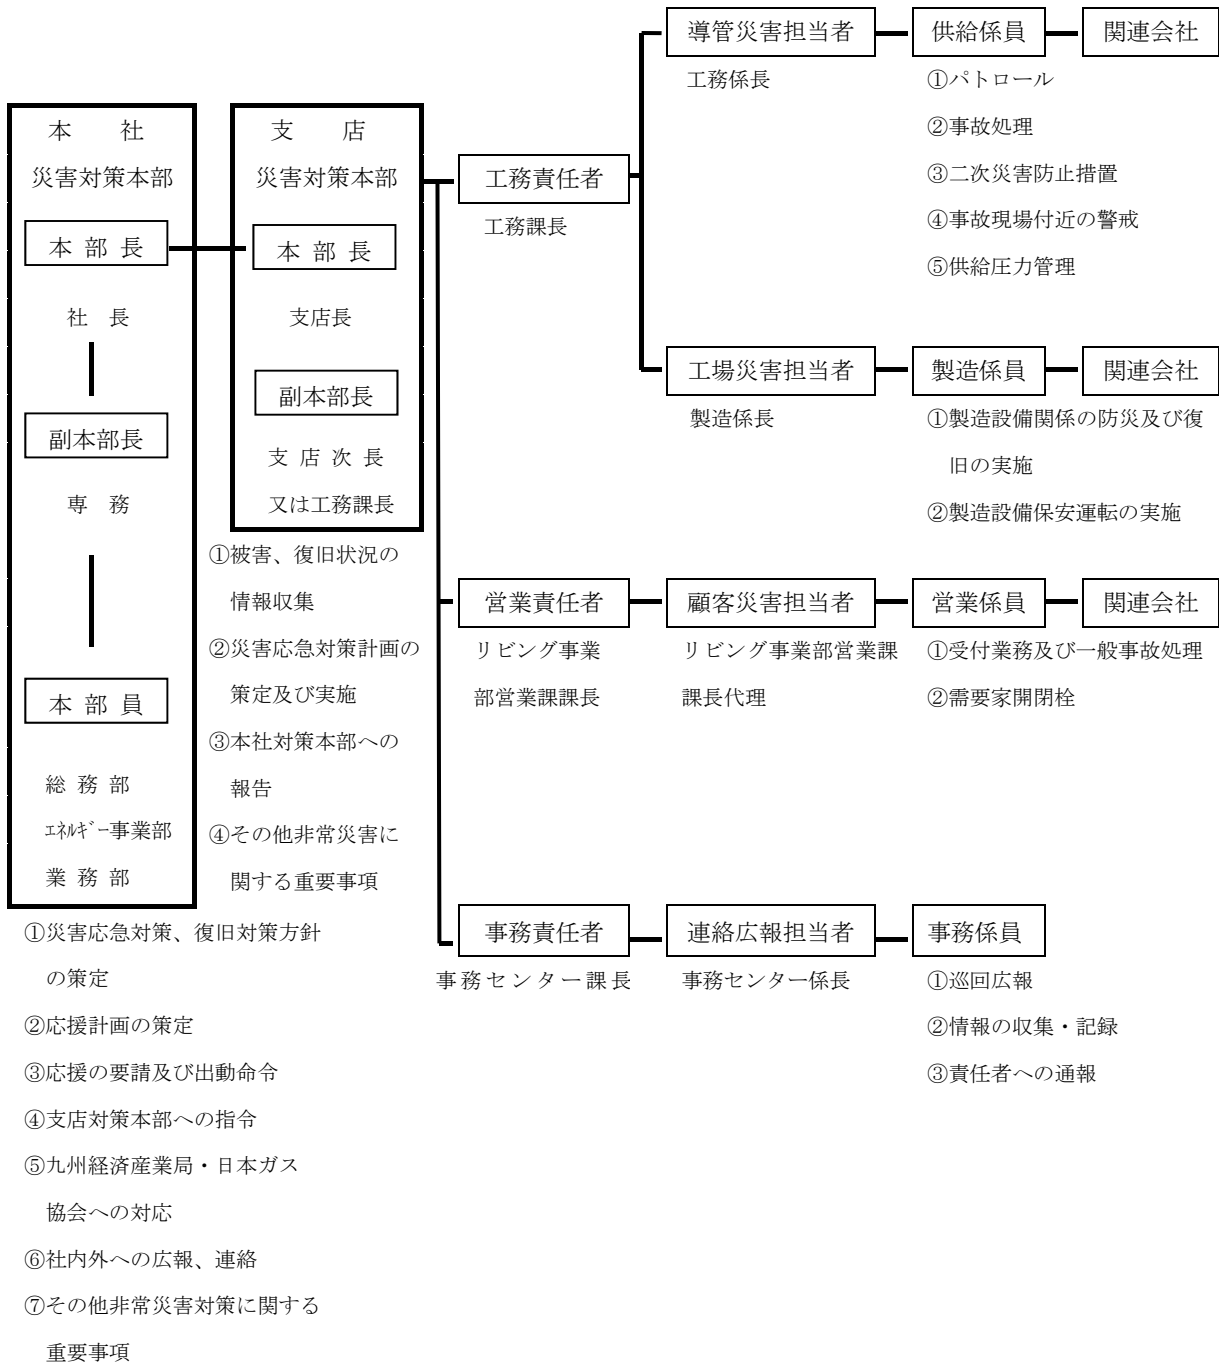 本　　社
災害対策本部
本 部 長
社　長
副本部長
専　務
本 部 員
総 務 部
ｴﾈﾙｷﾞｰ事業部
業 務 部
①災害応急対策、復旧対策方針
の策定
②応援計画の策定
③応援の要請及び出動命令
④支店対策本部への指令
⑤九州経済産業局・日本ガス
協会への対応
⑥社内外への広報、連絡
⑦その他非常災害対策に関する
重要事項
支　　店
災害対策本部
本 部 長
支店長
副本部長
支 店 次 長
又は工務課長
①被害、復旧状況の
情報収集
②災害応急対策計画の
策定及び実施
③本社対策本部への
報告
④その他非常災害に
関する重要事項
工務責任者
工務課長
導管災害担当者
工務係長
供給係員
関連会社
①パトロール
②事故処理
③二次災害防止措置
④事故現場付近の警戒
⑤供給圧力管理
工場災害担当者
製造係長
製造係員
関連会社
①製造設備関係の防災及び復
旧の実施
②製造設備保安運転の実施
営業責任者
リビング事業
部営業課課長
顧客災害担当者
リビング事業部営業課
課長代理
営業係員
関連会社
①受付業務及び一般事故処理
②需要家開閉栓
事務責任者
事務センター課長
連絡広報担当者
事務センター係長
事務係員
①巡回広報
②情報の収集・記録
③責任者への通報